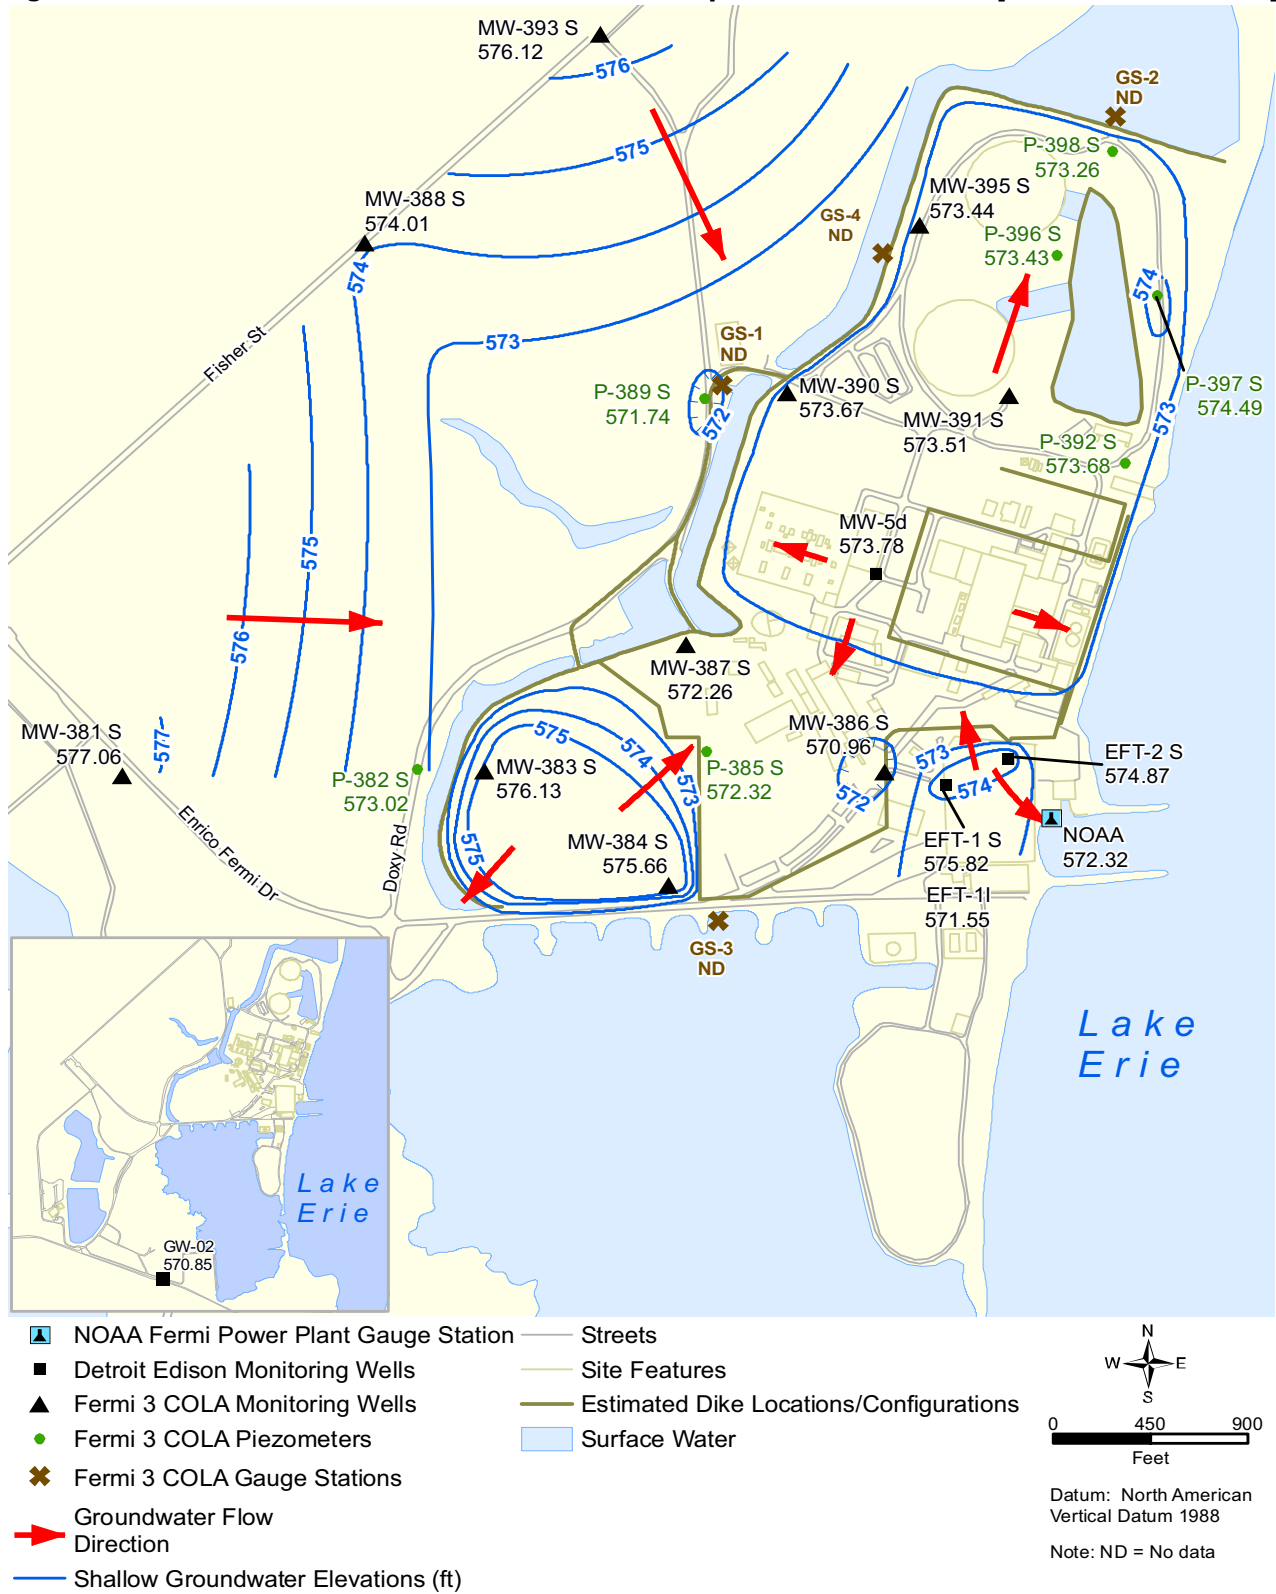 MW-393 S
576.12
576
GS-2
ND
575
P-398 S
573.26
MW-388 S
574.01
MW-395 S
573.44
GS-4
ND
P-396 S
573.43
574
574
Fisher St
573
GS-1
ND
P-389 S
571.74
572
MW-390 S
573.67
P-397 S
574.49
MW-391 S
573.51
573
P-392 S
573.68
MW-5d
573.78
575
576
MW-387 S
572.26
MW-381 S
577.06
577
P-382 S
573.02
575
574
573
MW-383 S
576.13
P-385 S
572.32
MW-386 S
570.96
572
573
574
EFT-2 S
574.87
Enrico Fermi Dr
Doxy Rd
575
MW-384 S
575.66
EFT-1 S
575.82
NOAA
572.32
EFT-1I
571.55
GS-3
ND
Lake
Erie
Lake
Erie
GW-02
570.85
NOAA Fermi Power Plant Gauge Station
Detroit Edison Monitoring Wells
Fermi 3 COLA Monitoring Wells
Fermi 3 COLA Piezometers
Fermi 3 COLA Gauge Stations
Groundwater Flow
Direction
Shallow Groundwater Elevations (ft)
Streets
Site Features
Estimated Dike Locations/Configurations
Surface Water
N
W E
S
0 450 900
Feet
Datum: North American
Vertical Datum 1988
Note: ND = No data